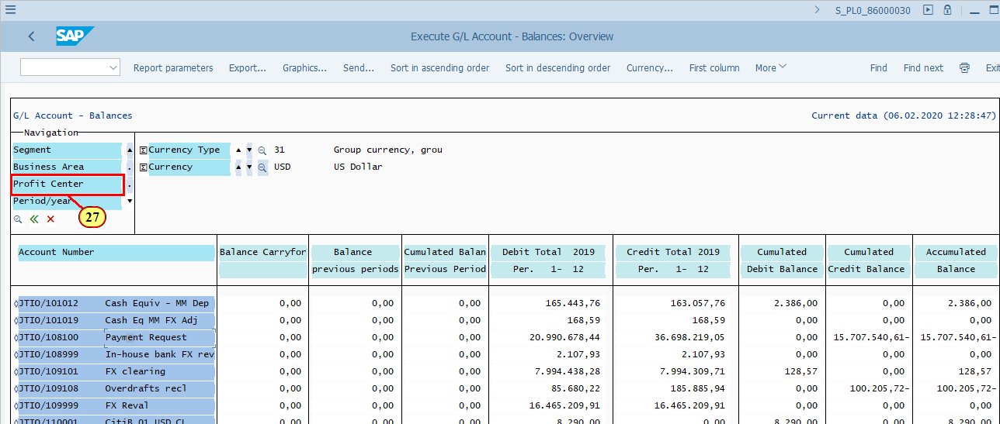 S_PL0_86000030
SAP
Execute G/L Account - Balances: Overview
Report parameters Export... Graphics... Send... Sort in ascending order Sort in descending order Currency... First column More Find Find next Exit
G/L Account - Balances Current data (06.02.2020 12:28:47)
Navigation
Segment Currency Type 31 Group currency, grou
Business Area Currency USD US Dollar
Profit Center
Period/year
27
Account Number Balance Carryfor Balance Cumulated Balan Debit Total 2019 Credit Total 2019 Cumulated Cumulated Accumulated
previous periods Previous Period Per. 1- 12 Per. 1- 12 Debit Balance Credit Balance Balance
JTIO/101012 Cash Equiv - MM Dep 0,00 0,00 0,00 165.443,76 163.057,76 2.386,00 0,00 2.386,00
JTIO/101019 Cash Eq MM FX Adj 0,00 0,00 0,00 168,59 168,59 0,00 0,00 0,00
JTIO/108100 Payment Request 0,00 0,00 0,00 20.990.678,44 36.698.219,05 0,00 15.707.540,61- 15.707.540,61-
JTIO/108999 In-house bank FX rev 0,00 0,00 0,00 2.107,93 2.107,93 0,00 0,00 0,00
JTIO/109101 FX clearing 0,00 0,00 0,00 7.994.438,28 7.994.309,71 128,57 0,00 128,57
JTIO/109108 Overdrafts recl 0,00 0,00 0,00 85.680,22 185.885,94 0,00 100.205,72- 100.205,72-
JTIO/109999 FX Reval 0,00 0,00 0,00 16.465.209,91 16.465.209,91 0,00 0,00 0,00
JTIO/110001 CitiB 01 USD CL 0,00 0,00 0,00 8.290,00 0,00 8.290,00 0,00 8.290,00